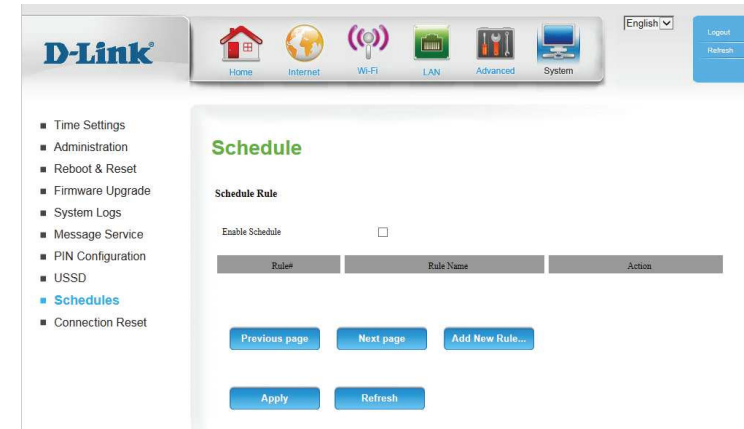 D-Link
Home Internet Wi-Fi LAN Advanced System
English
Logout
Refresh
Time Settings
Administration
Reboot & Reset
Firmware Upgrade
System Logs
Message Service
PIN Configuration
USSD
Schedules
Connection Reset
Schedule
Schedule Rule
Enable Schedule
Rule# Rule Name Action
Previous page Next page Add New Rule...
Apply Refresh